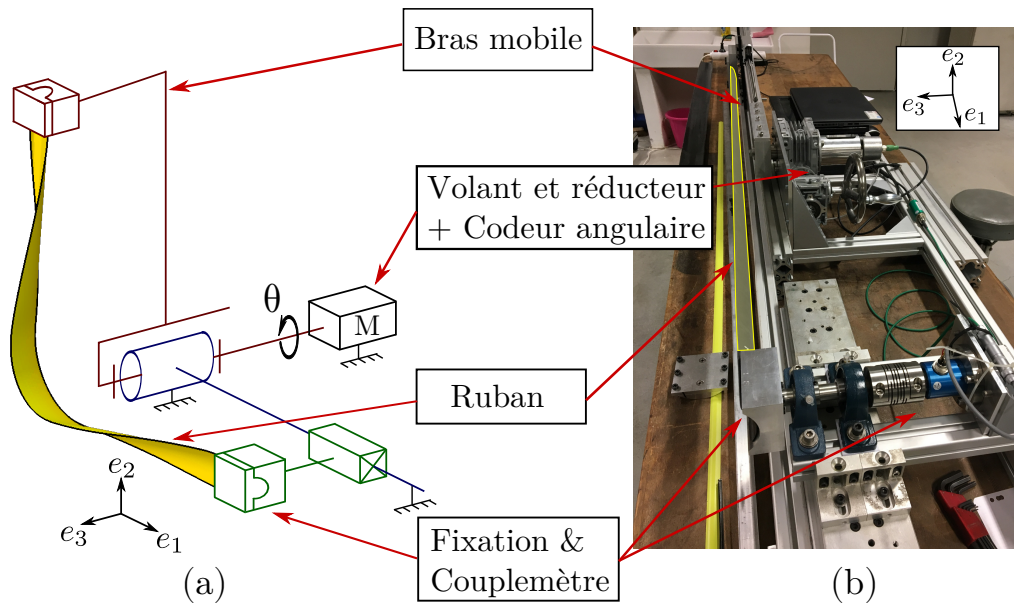 Bras mobile
Volant et réducteur
+ Codeur angulaire
θ
M
Ruban
Fixation &
Couplemètre
e2
e3
e1
e2
e3
e1
(a)
(b)